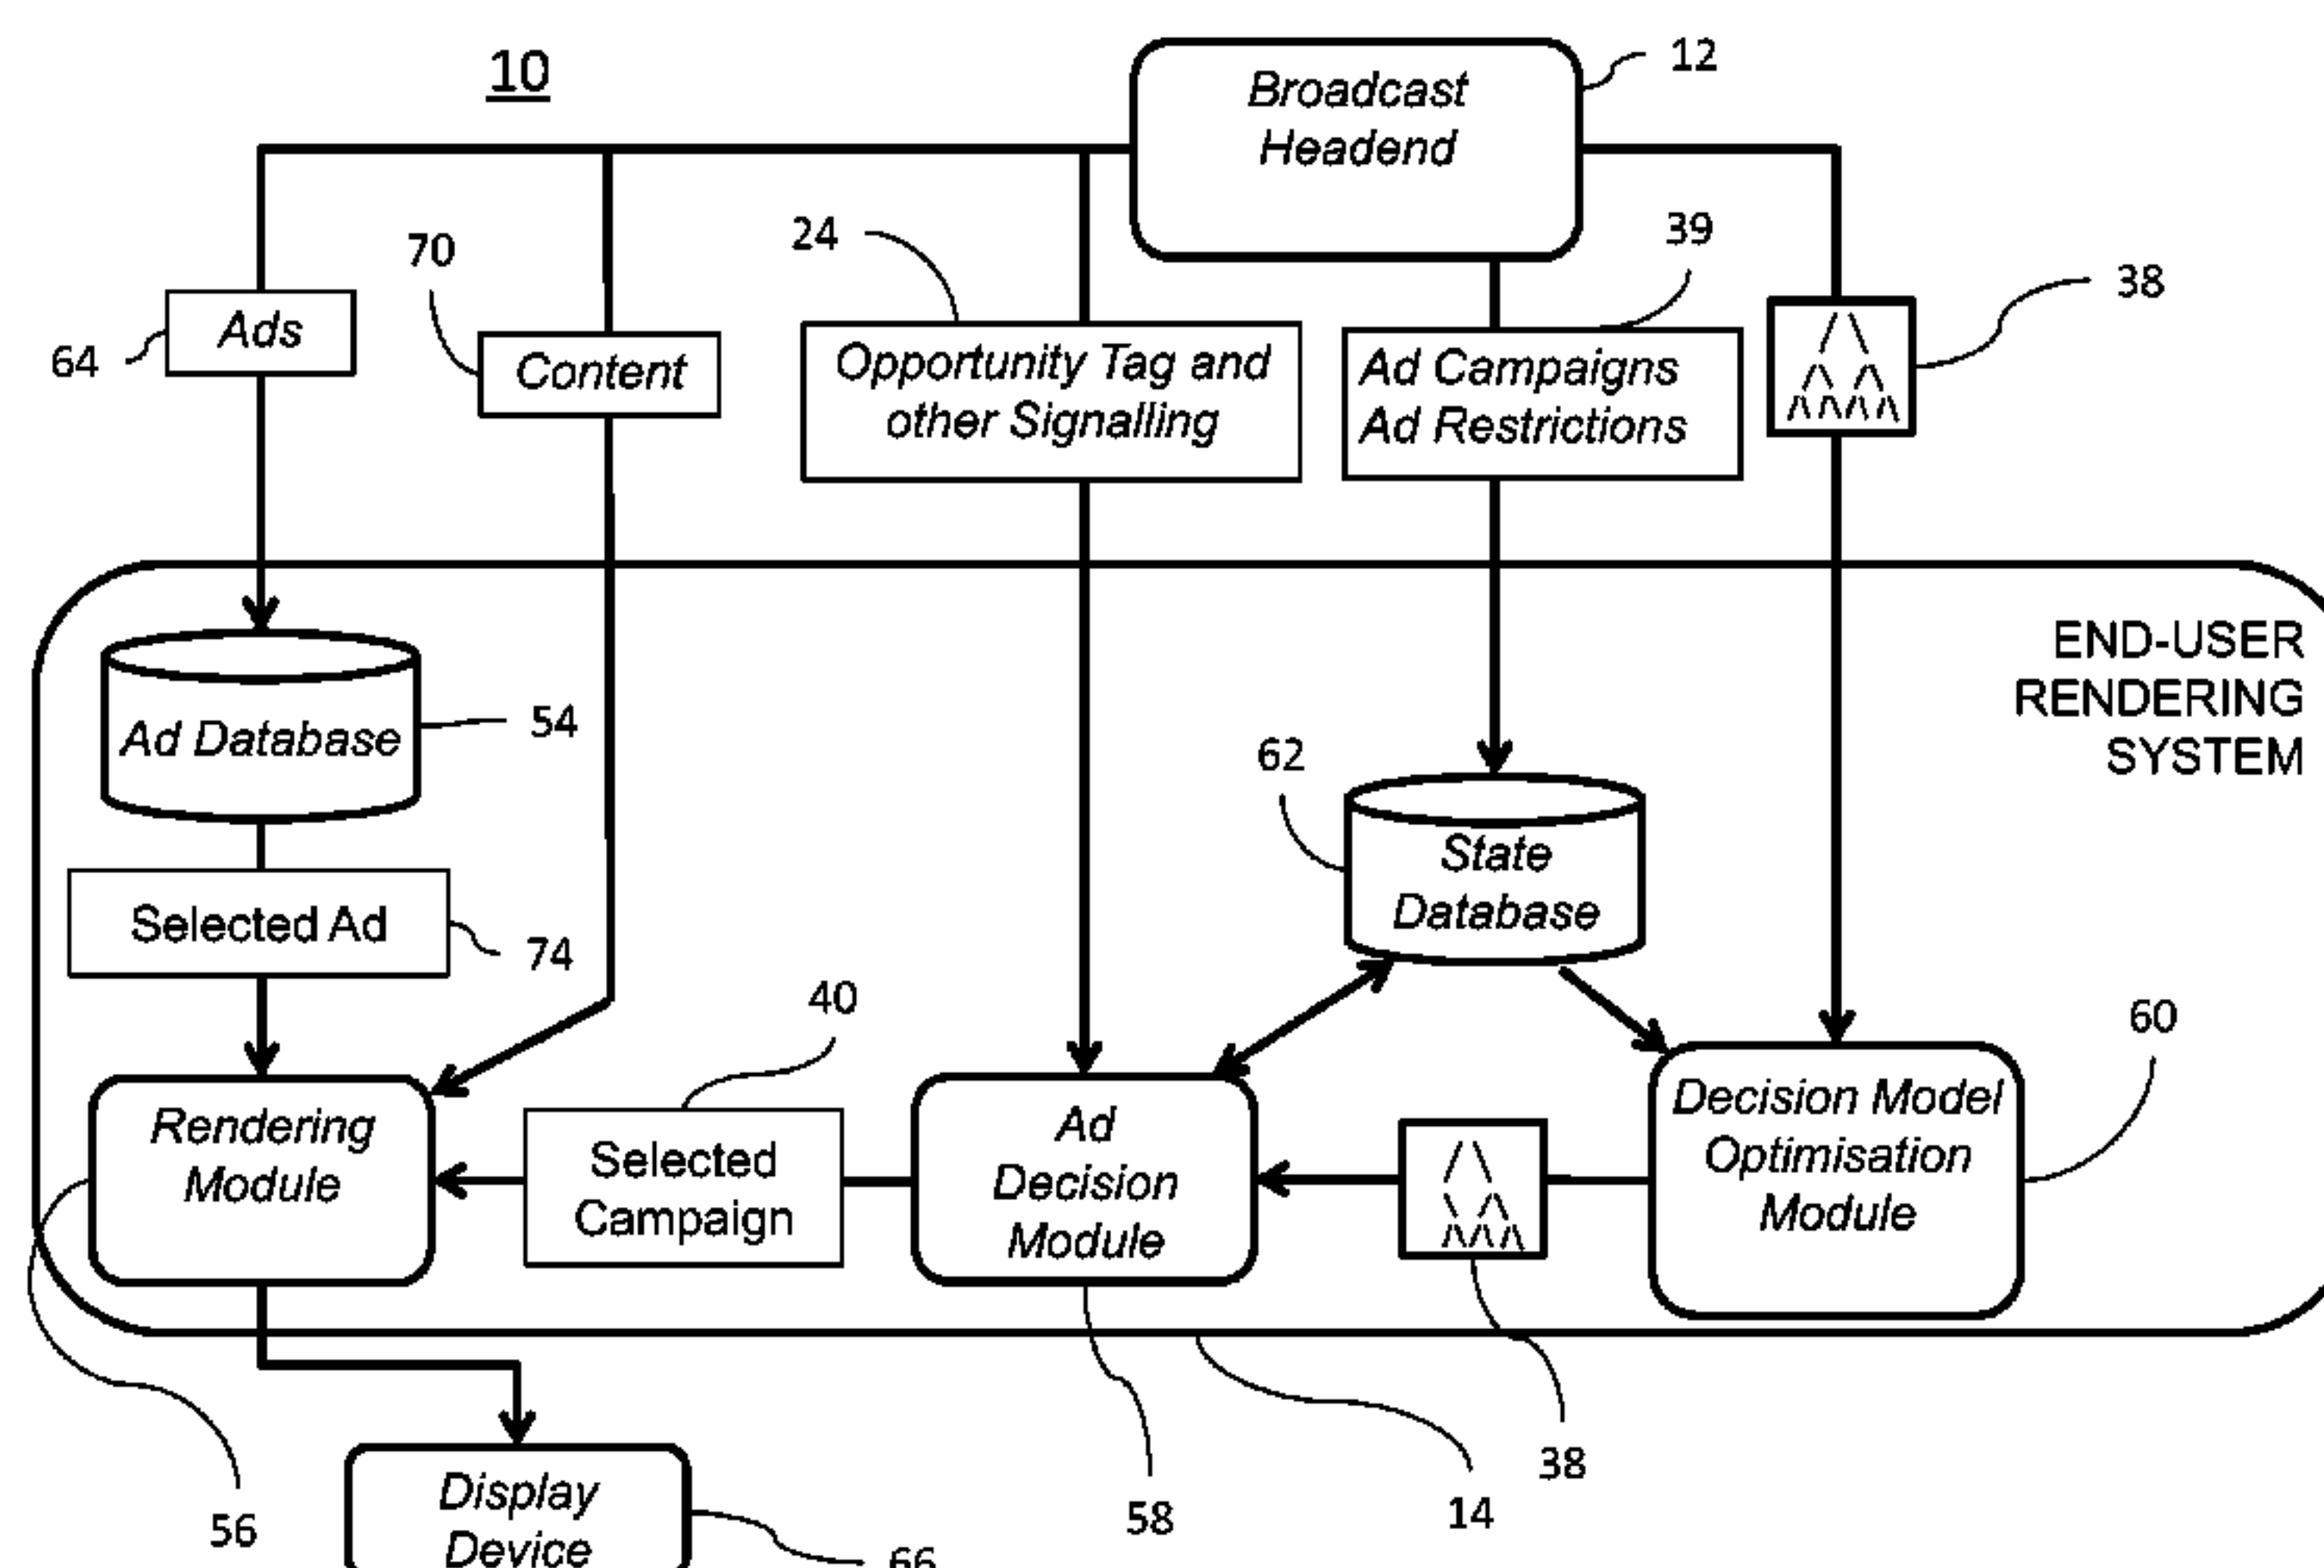 10
Broadcast
Headend
12
24
39
70
38
Ads
64
Content
Opportunity Tag and
other Signalling
Ad Campaigns
Ad Restrictions
END-USER
RENDERING
SYSTEM
Ad Database
54
62
State
Database
Selected Ad
74
40
60
Rendering
Module
Selected
Campaign
Ad
Decision
Module
Decision Model
Optimisation
Module
38
14
58
56
Display
Device
66